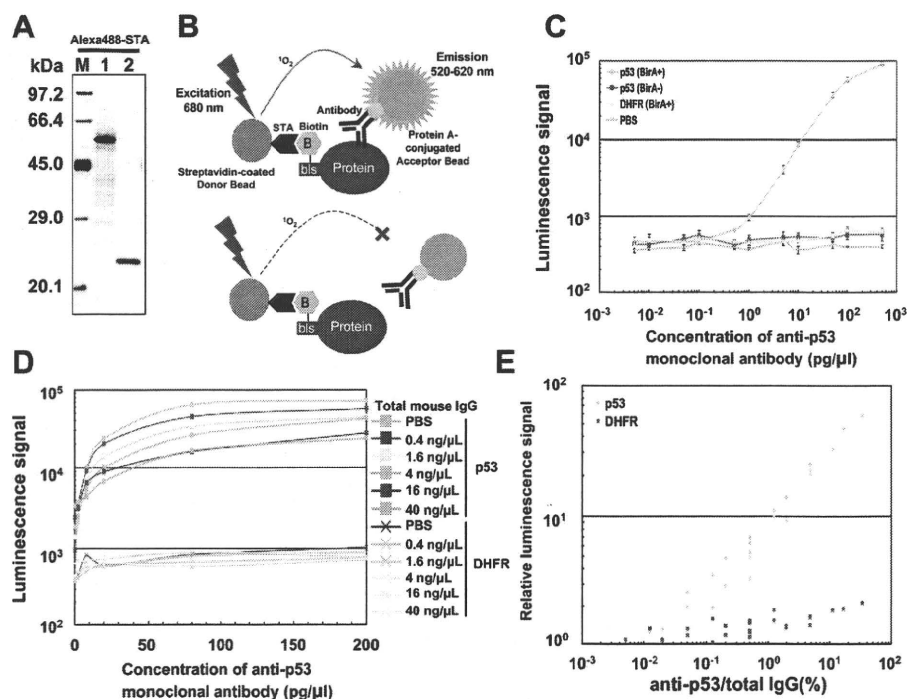 A
Alexa488-STA
kDa M 1 2
97.2
66.4
45.0
29.0
20.1
B
Excitation
680 nm
¹O₂
Emission
520-620 nm
Antibody
STA Biotin
B
bls
Protein
Streptavidin-coated
Donor Bead
Protein A-
conjugated
Acceptor Bead
¹O₂
B
bls
Protein
C
Luminescence signal
10⁵
10⁴
10³
10²
p53 (BirA+)
p53 (BirA-)
DHFR (BirA+)
PBS
10⁻³ 10⁻² 10⁻¹ 10⁰ 10¹ 10² 10³
Concentration of anti-p53
monoclonal antibody (pg/µl)
D
Luminescence signal
10⁵
10⁴
10³
10²
0 50 100 150 200
Concentration of anti-p53
monoclonal antibody (pg/µl)
Total mouse IgG
PBS
0.4 ng/µL
1.6 ng/µL
4 ng/µL
16 ng/µL
40 ng/µL
p53
PBS
0.4 ng/µL
1.6 ng/µL
4 ng/µL
16 ng/µL
40 ng/µL
DHFR
E
Relative luminescence signal
10²
10¹
10⁰
p53
DHFR
10⁻³ 10⁻² 10⁻¹ 10⁰ 10¹ 10²
anti-p53/total IgG(%)